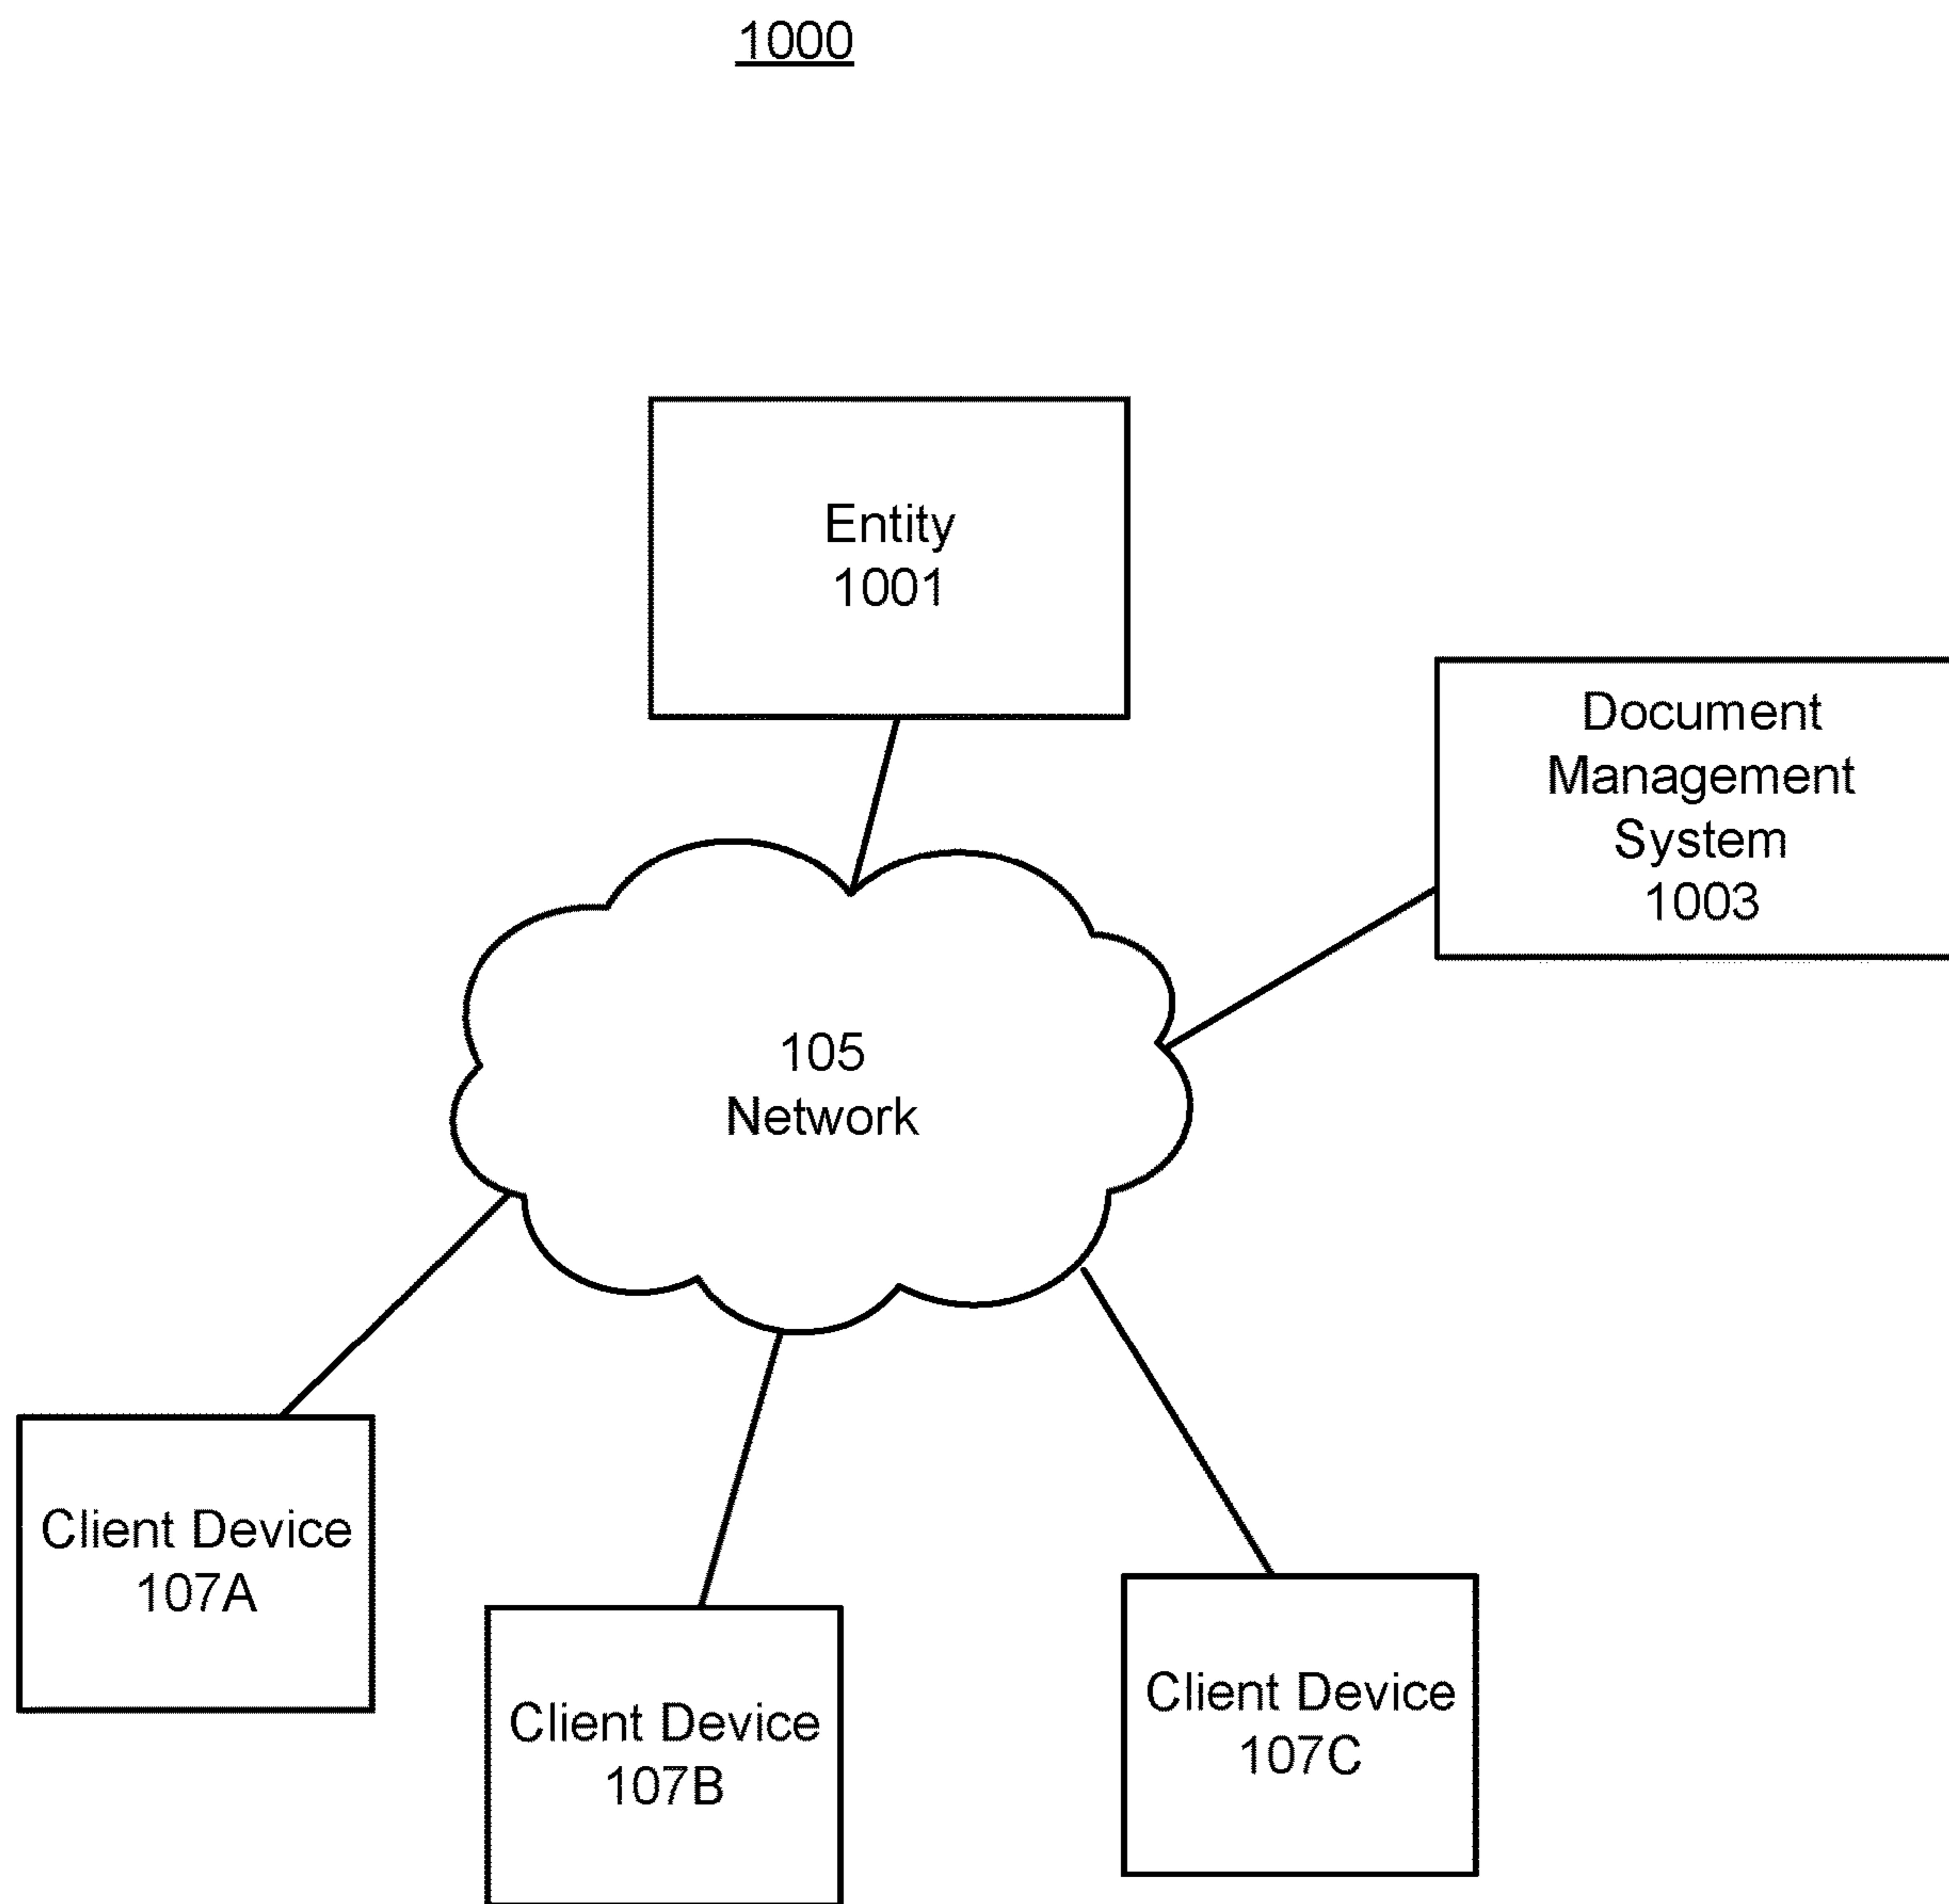 1000
Entity
1001
Document
Management
System
1003
105
Network
Client Device
107A
Client Device
107B
Client Device
107C